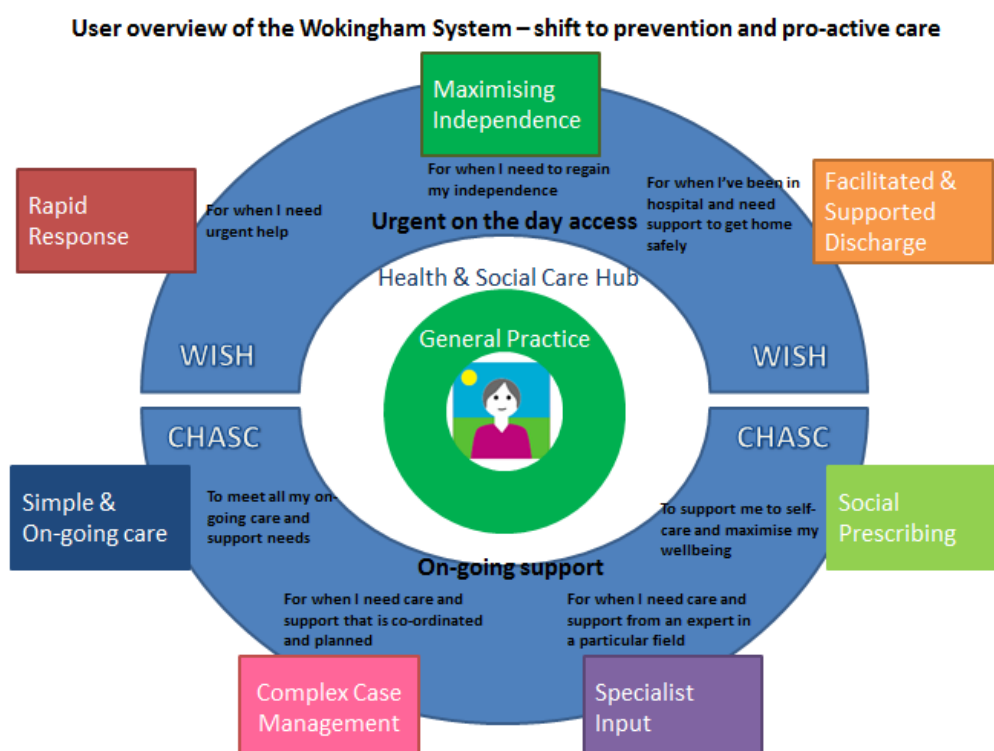 User overview of the Wokingham System – shift to prevention and pro-active care
Maximising
Independence
For when I need to regain
my independence
Rapid
Response
For when I need
urgent help
For when I've been in
hospital and need
support to get home
safely
Facilitated &
Supported
Discharge
Urgent on the day access
Health & Social Care Hub
General Practice
WISH
WISH
CHASC
CHASC
Simple &
On-going care
To meet all my on-
going care and
support needs
To support me to self-
care and maximise my
wellbeing
Social
Prescribing
On-going support
For when I need care and
support that is co-ordinated
and planned
For when I need care and
support from an expert in
a particular field
Complex Case
Management
Specialist
Input